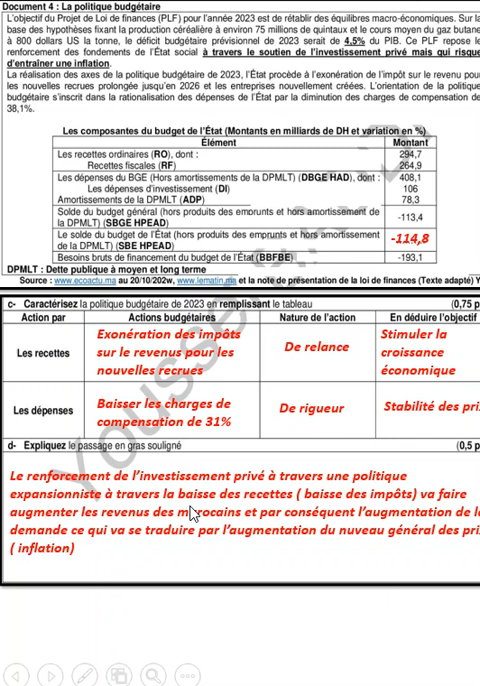 Document 4 : La politique budgétaire
L'objectif du Projet de Loi de finances (PLF) pour l'année 2023 est de rétablir des équilibres macro-économiques. Sur la
base des hypothèses fixant la production céréalière à environ 75 millions de quintaux et le cours moyen du gaz butane
à 800 dollars US la tonne, le déficit budgétaire prévisionnel de 2023 serait de 4,5% du PIB. Ce PLF repose le
renforcement des fondements de l'État social à travers le soutien de l'investissement privé mais qui risque
d'entraîner une inflation.
La réalisation des axes de la politique budgétaire de 2023, l'État procède à l'exonération de l'impôt sur le revenu pour
les nouvelles recrues prolongée jusqu'en 2026 et les entreprises nouvellement créées. L'orientation de la politique
budgétaire s'inscrit dans la rationalisation des dépenses de l'État par la diminution des charges de compensation de
38,1%.
Les composantes du budget de l'État (Montants en milliards de DH et variation en %)
Élément Montant
Les recettes ordinaires (RO), dont : 294,7
Recettes fiscales (RF) 264,9
Les dépenses du BGE (Hors amortissements de la DPMLT) (DBGE HAD), dont : 408,1
Les dépenses d'investissement (DI) 106
Amortissements de la DPMLT (ADP) 78,3
Solde du budget général (hors produits des emprunts et hors amortissement de
la DPMLT) (SBGE HPEAD) -113,4
Le solde du budget de l'État (hors produits des emprunts et hors amortissement
de la DPMLT) (SBE HPEAD) -114,8
Besoins bruts de financement du budget de l'État (BBFBE) -193,1
DPMLT : Dette publique à moyen et long terme
Source : www.ecoactu.ma au 20/10/202w, www.lematin.ma et la note de présentation de la loi de finances (Texte adapté) Y
c- Caractérisez la politique budgétaire de 2023 en remplissant le tableau (0,75 p
Action par Actions budgétaires Nature de l'action En déduire l'objectif
Les recettes
Exonération des impôts
sur le revenus pour les
nouvelles recrues
De relance
Stimuler la
croissance
économique
Les dépenses
Baisser les charges de
compensation de 31%
De rigueur
Stabilité des pri
d- Expliquez le passage en gras souligné (0,5 p
Le renforcement de l'investissement privé à travers une politique
expansionniste à travers la baisse des recettes ( baisse des impôts) va faire
augmenter les revenus des marocains et par conséquent l'augmentation de l
demande ce qui va se traduire par l'augmentation du nuveau général des pri
( inflation)